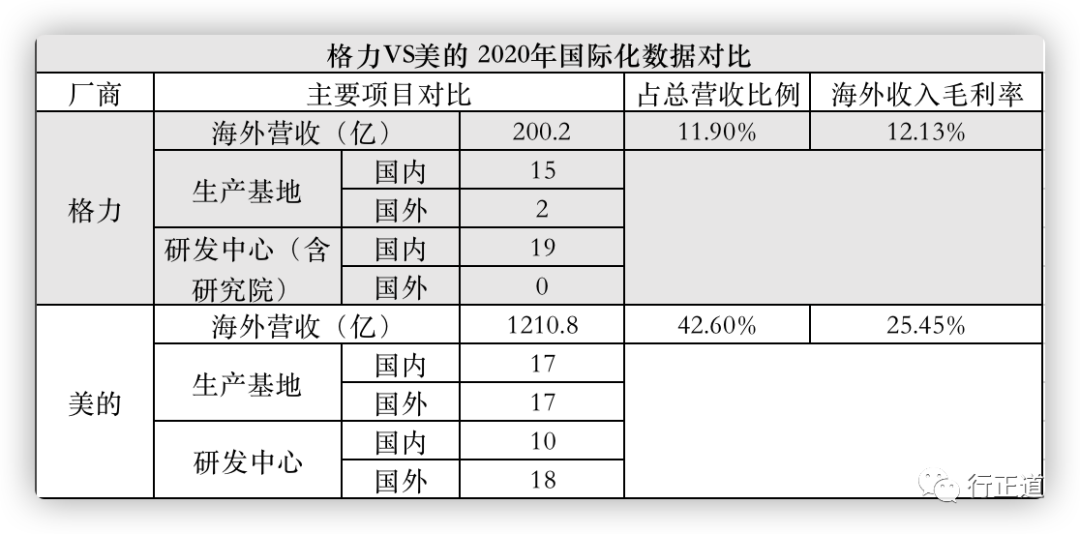 格力VS美的 2020年国际化数据对比
厂商 主要项目对比 占总营收比例 海外收入毛利率
格力 海外营收（亿） 200.2 11.90% 12.13%
生产基地 国内 15
国外 2
研发中心（含研究院） 国内 19
国外 0
美的 海外营收（亿） 1210.8 42.60% 25.45%
生产基地 国内 17
国外 17
研发中心 国内 10
国外 18
行正道